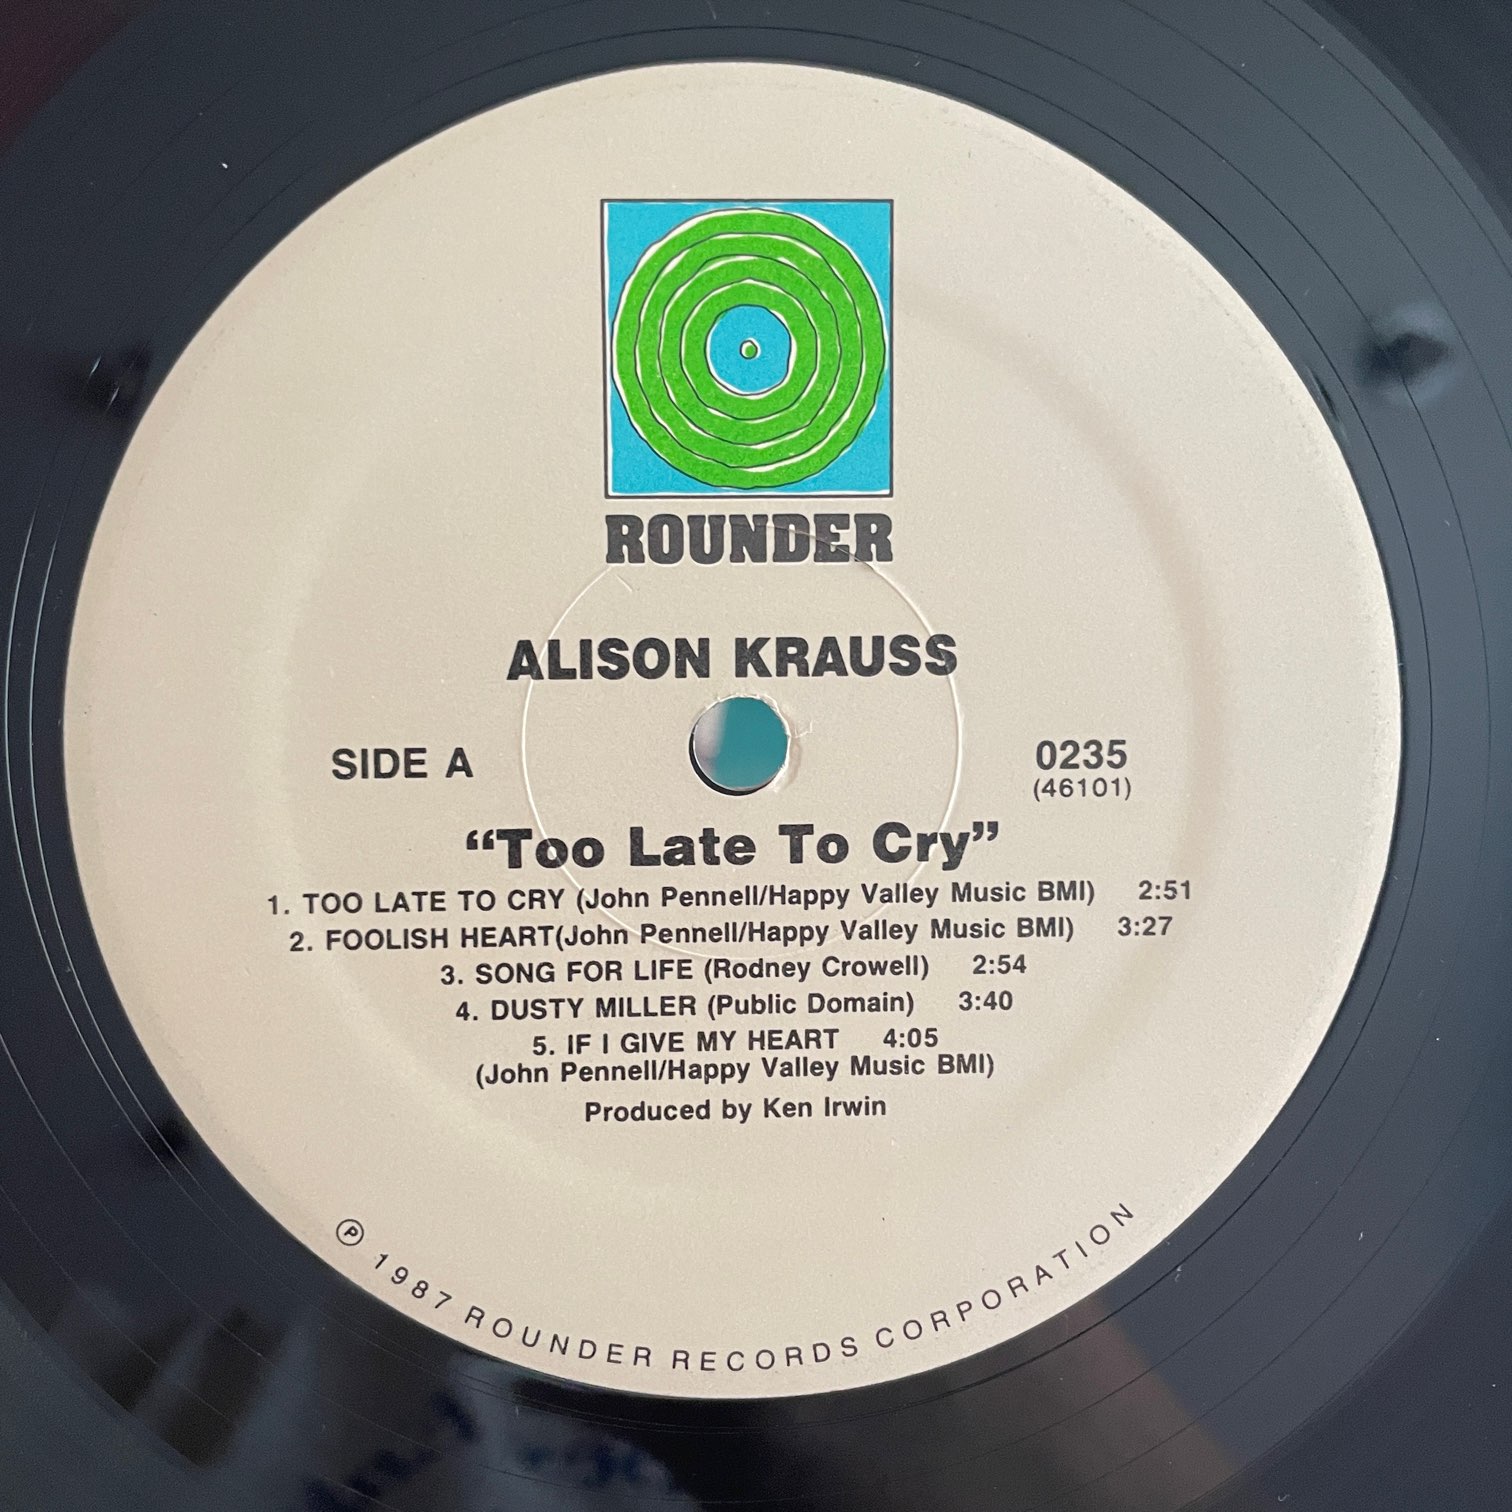 ROUNDER
ALISON KRAUSS
SIDE A
0235
(46101)
“Too Late To Cry”
1. TOO LATE TO CRY (John Pennell/Happy Valley Music BMI) 2:51
2. FOOLISH HEART(John Pennell/Happy Valley Music BMI) 3:27
3. SONG FOR LIFE (Rodney Crowell) 2:54
4. DUSTY MILLER (Public Domain) 3:40
5. IF I GIVE MY HEART 4:05
(John Pennell/Happy Valley Music BMI)
Produced by Ken Irwin
℗ 1987 ROUNDER RECORDS CORPORATION